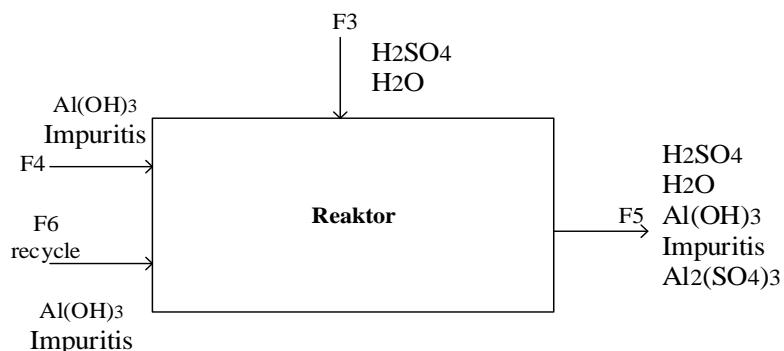 F3
H2SO4
H2O
Al(OH)3
Impuritis
F4
F6
recycle
Al(OH)3
Impuritis
Reaktor
F5
H2SO4
H2O
Al(OH)3
Impuritis
Al2(SO4)3